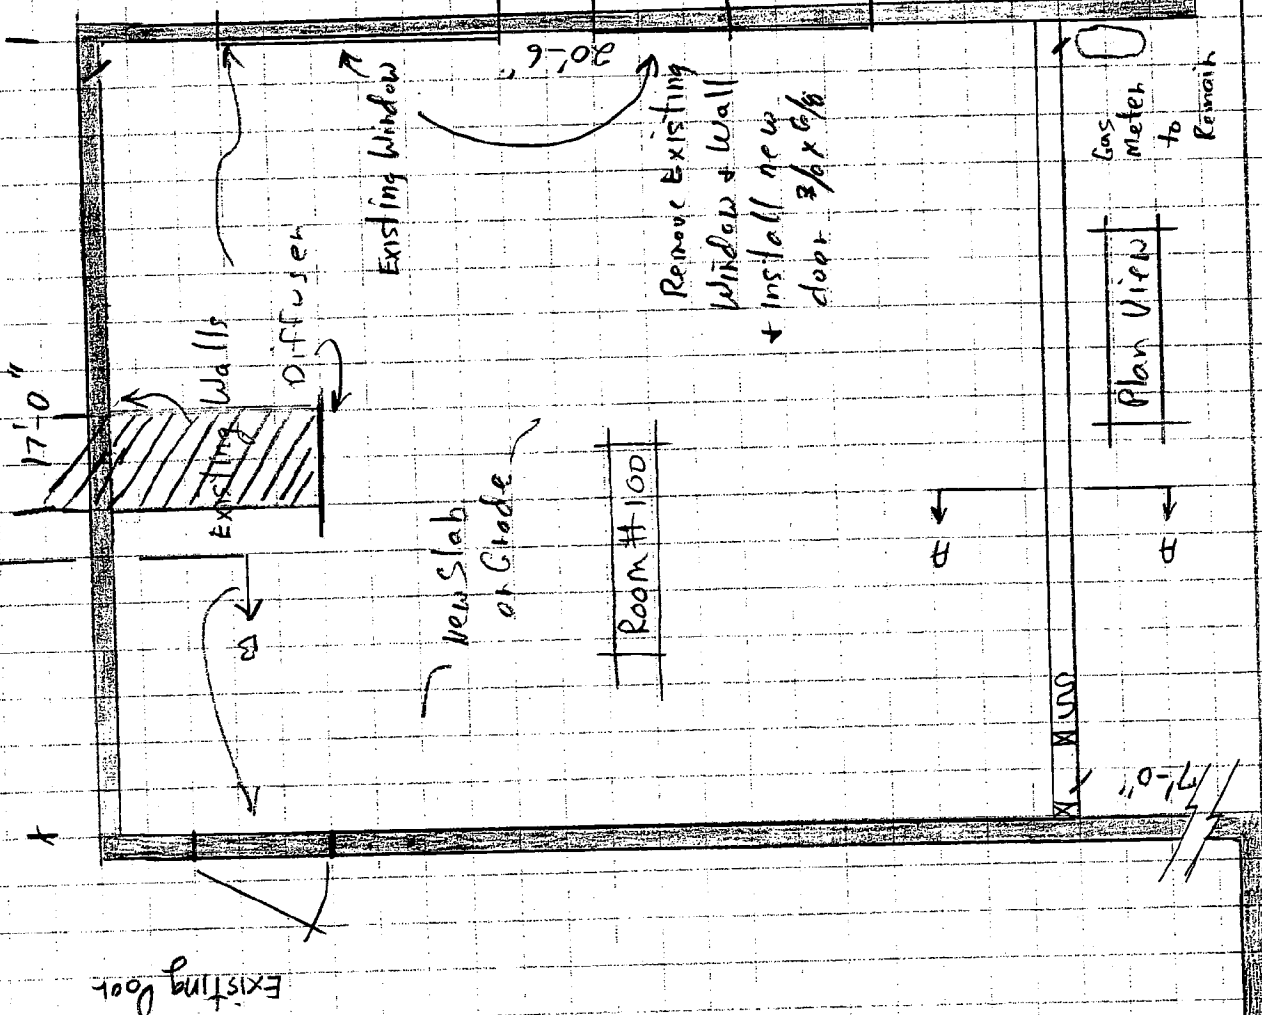 17'-0"
Existing Walls
Diffuser
Existing Window
20'-6"
Remove Existing
Window + Wall
+ Install new
door 3/0 x 6/8
Gas
Meter
to
Remain
Plan View
New Slab
on Grade
Room #100
A
A
B
7'-0"
Existing Door